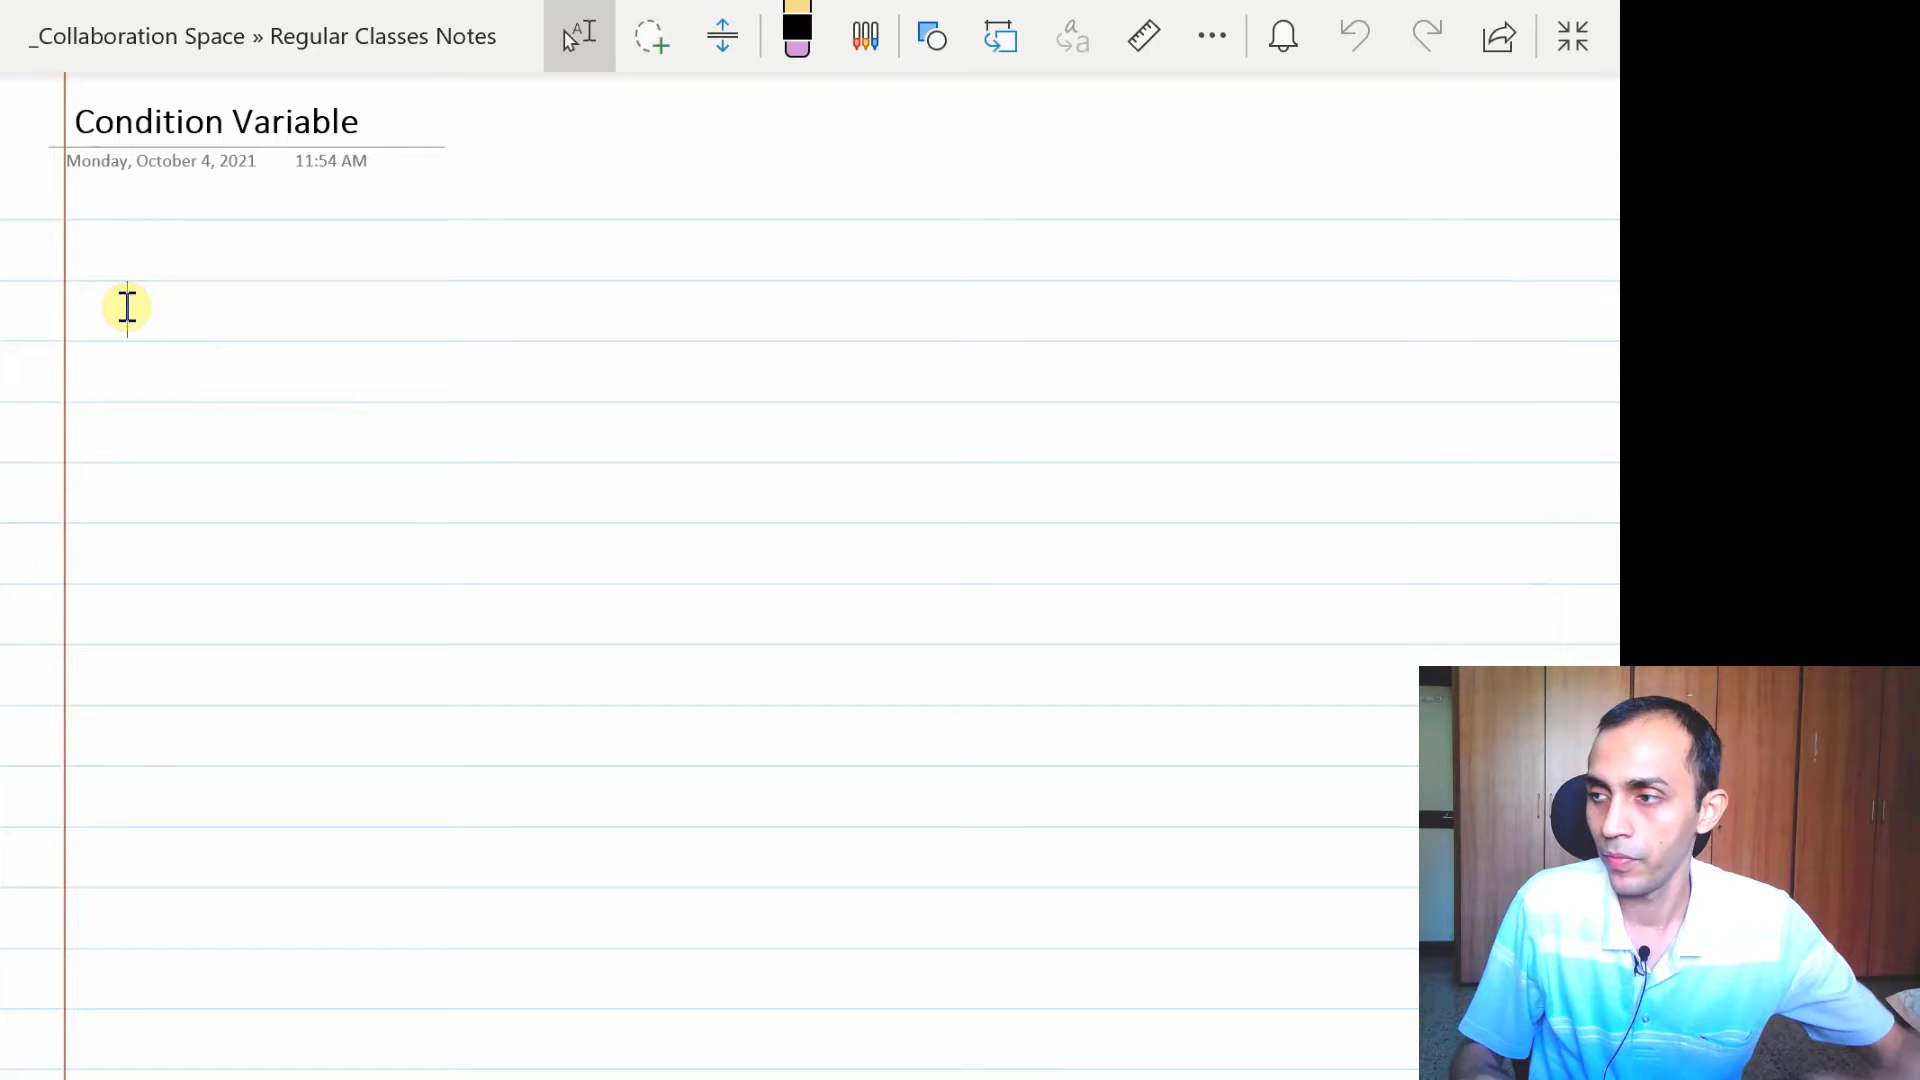 _Collaboration Space » Regular Classes Notes
Condition Variable
Monday, October 4, 2021 11:54 AM